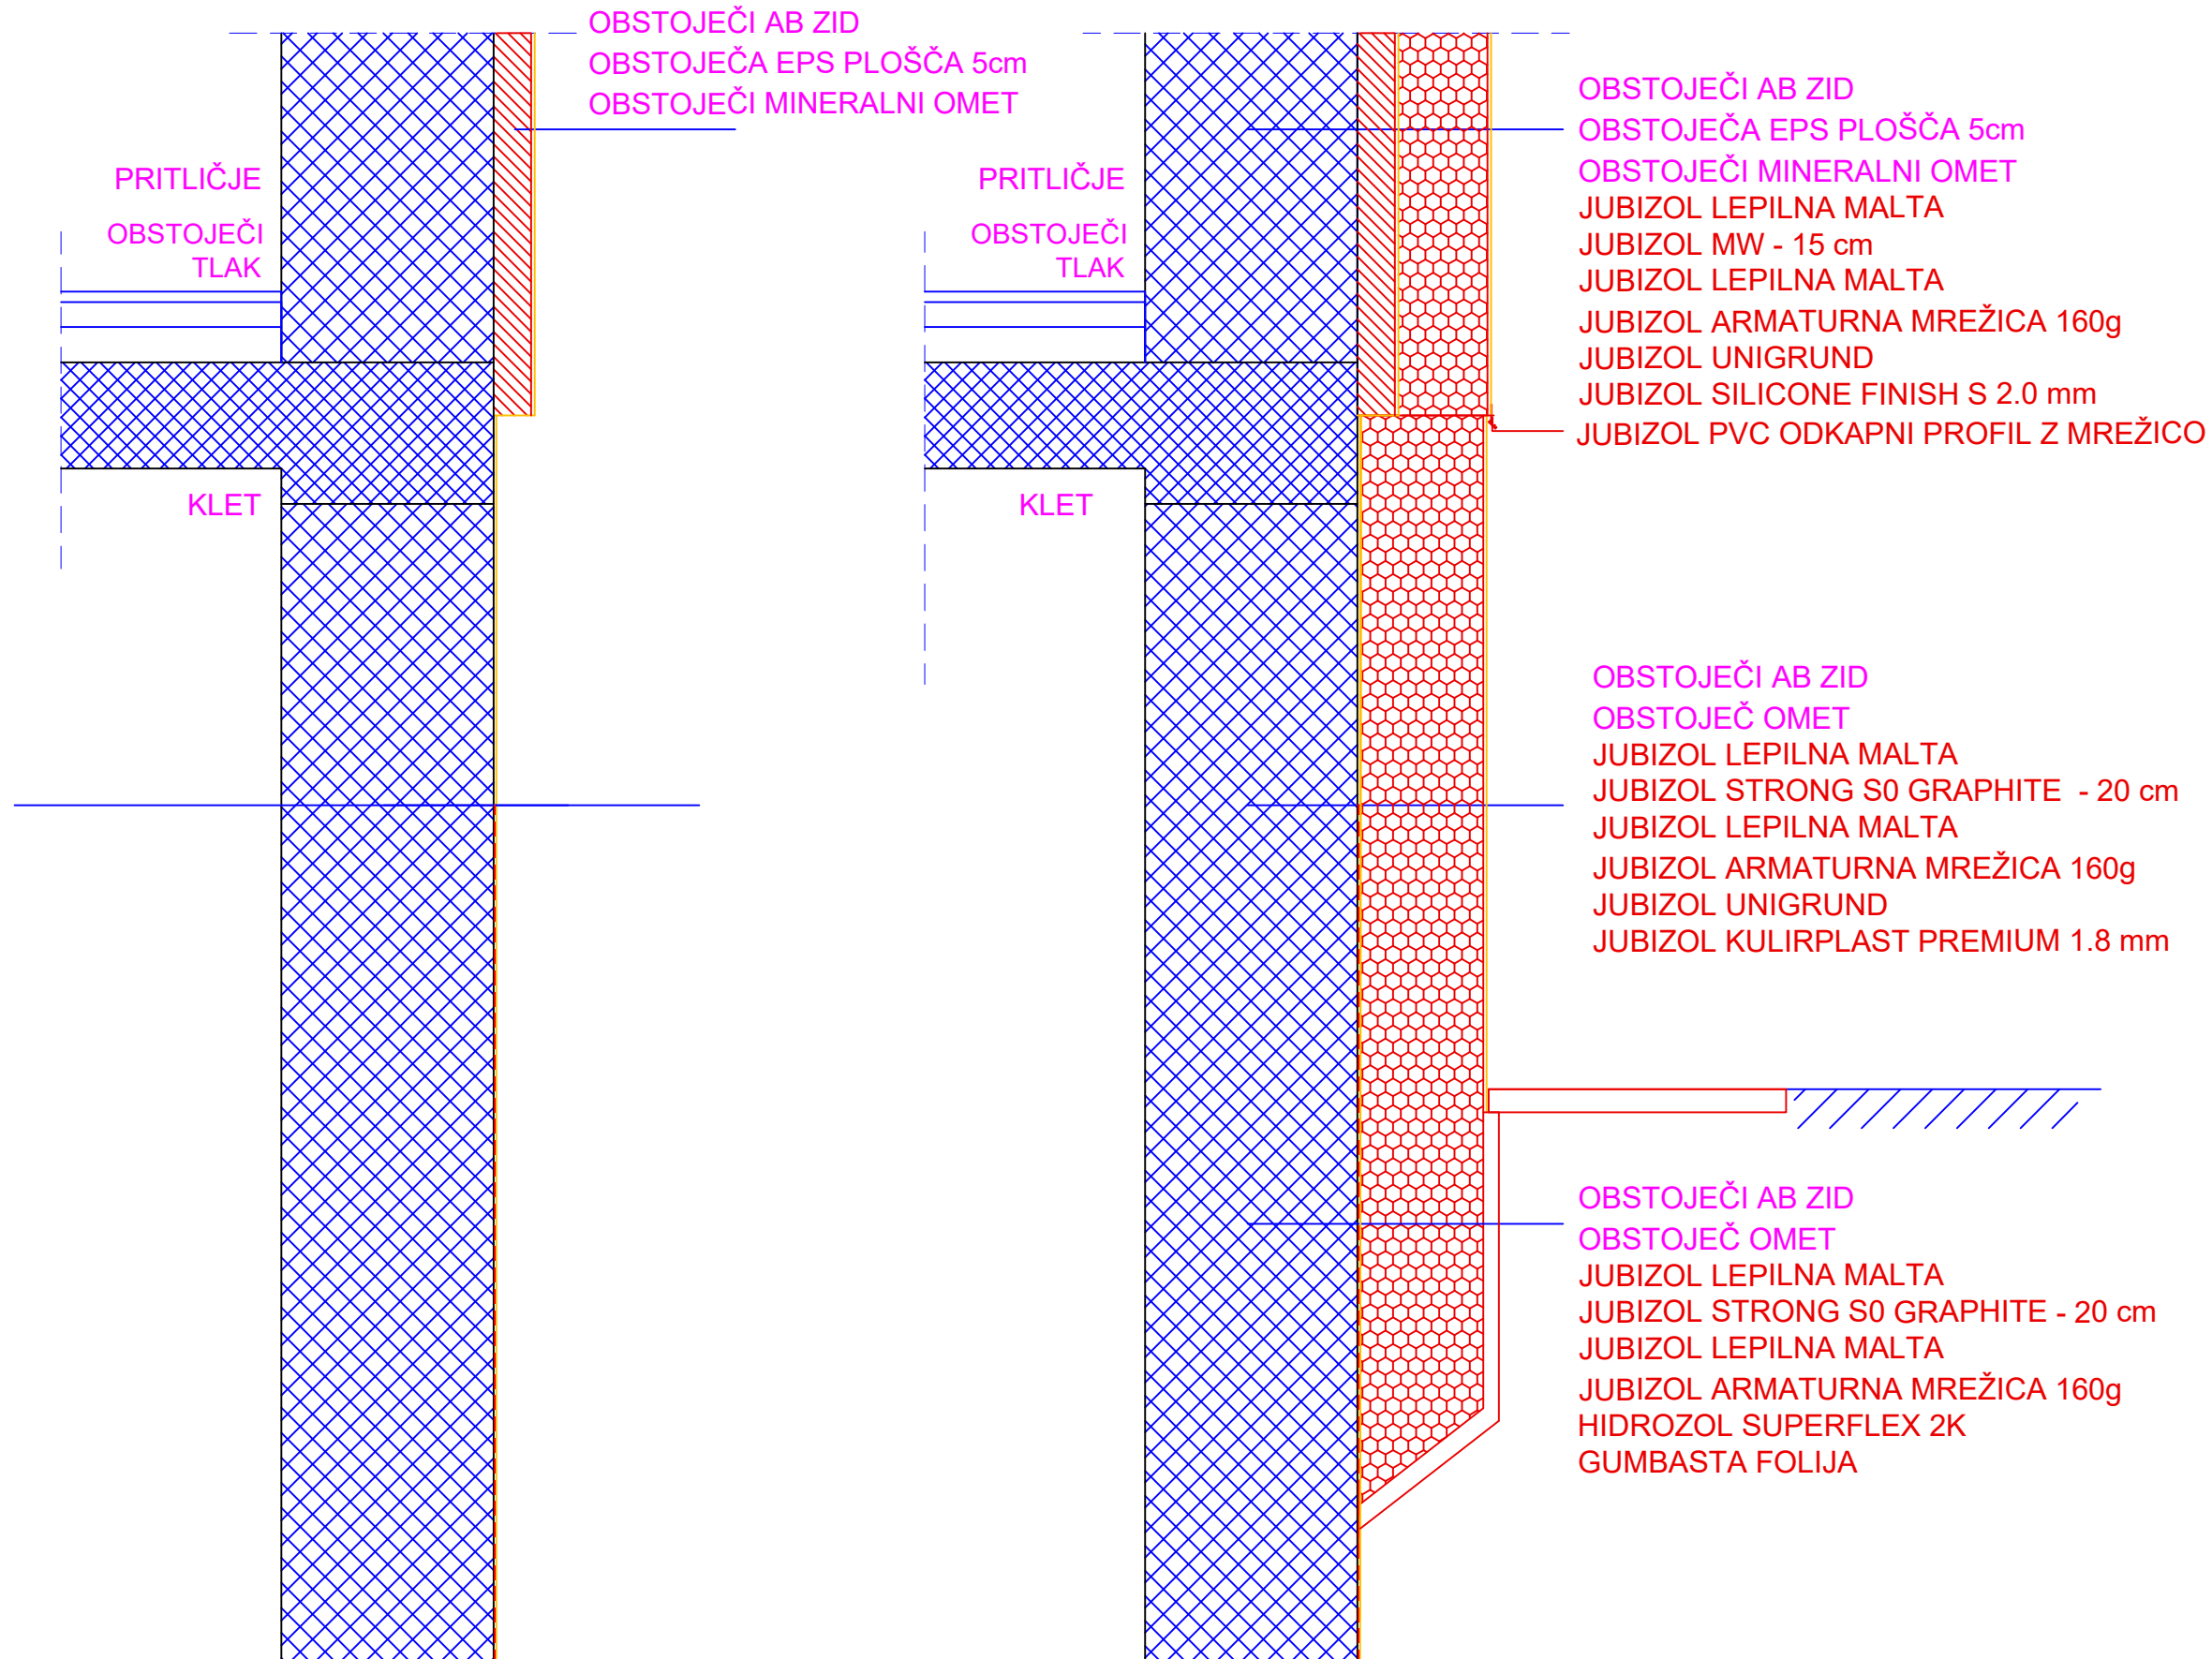 OBSTOJEČI AB ZID
OBSTOJEČA EPS PLOŠČA 5cm
OBSTOJEČI MINERALNI OMET
PRITLIČJE
OBSTOJEČI
TLAK
KLET
PRITLIČJE
OBSTOJEČI
TLAK
KLET
OBSTOJEČI AB ZID
OBSTOJEČA EPS PLOŠČA 5cm
OBSTOJEČI MINERALNI OMET
JUBIZOL LEPILNA MALTA
JUBIZOL MW - 15 cm
JUBIZOL LEPILNA MALTA
JUBIZOL ARMATURNA MREŽICA 160g
JUBIZOL UNIGRUND
JUBIZOL SILICONE FINISH S 2.0 mm
JUBIZOL PVC ODKAPNI PROFIL Z MREŽICO
OBSTOJEČI AB ZID
OBSTOJEČ OMET
JUBIZOL LEPILNA MALTA
JUBIZOL STRONG S0 GRAPHITE - 20 cm
JUBIZOL LEPILNA MALTA
JUBIZOL ARMATURNA MREŽICA 160g
JUBIZOL UNIGRUND
JUBIZOL KULIRPLAST PREMIUM 1.8 mm
OBSTOJEČI AB ZID
OBSTOJEČ OMET
JUBIZOL LEPILNA MALTA
JUBIZOL STRONG S0 GRAPHITE - 20 cm
JUBIZOL LEPILNA MALTA
JUBIZOL ARMATURNA MREŽICA 160g
HIDROZOL SUPERFLEX 2K
GUMBASTA FOLIJA